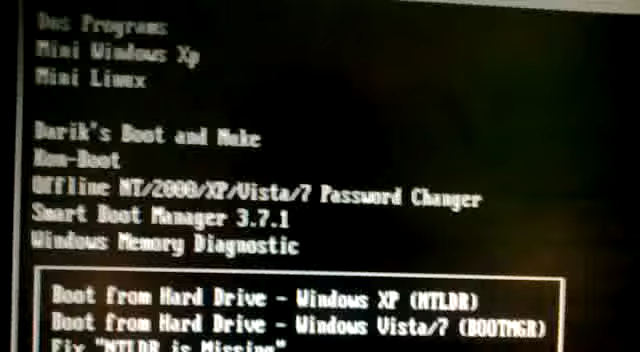 Dos Programs
Mini Windows Xp
Mini Linux

Darik's Boot and Nuke
Kon-Boot
Offline NT/2000/XP/Vista/7 Password Changer
Smart Boot Manager 3.7.1
Windows Memory Diagnostic

Boot from Hard Drive - Windows XP (NTLDR)
Boot from Hard Drive - Windows Vista/7 (BOOTMGR)
Fix "NTLDR is Missing"